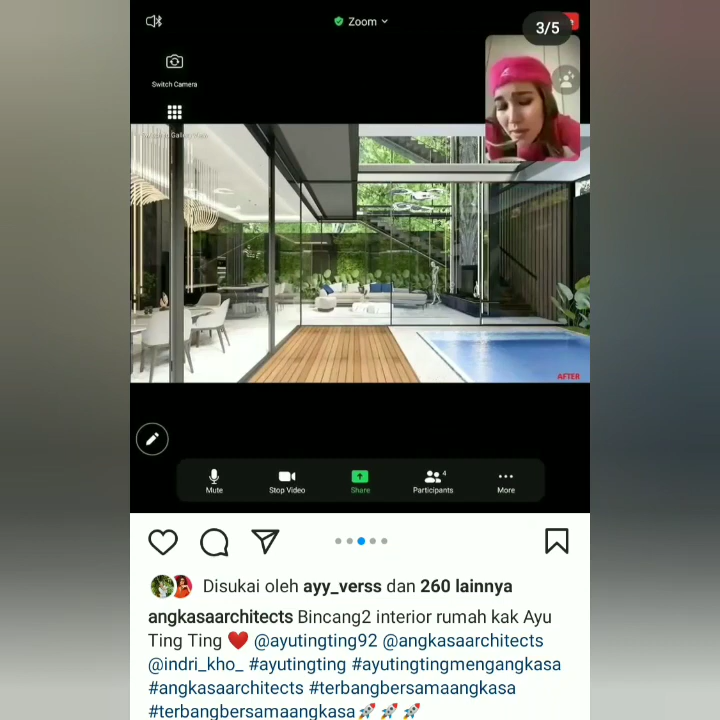 Zoom
3/5
Switch Camera
AFTER
Mute
Stop Video
Share
Participants
4
More
Disukai oleh ayy_verss dan 260 lainnya
angkasaarchitects Bincang2 interior rumah kak Ayu
Ting Ting ❤️ @ayutingting92 @angkasaarchitects
@indri_kho_ #ayutingting #ayutingtingmengangkasa
#angkasaarchitects #terbangbersamaangkasa
#terbangbersamaangkasa🚀 🚀 🚀